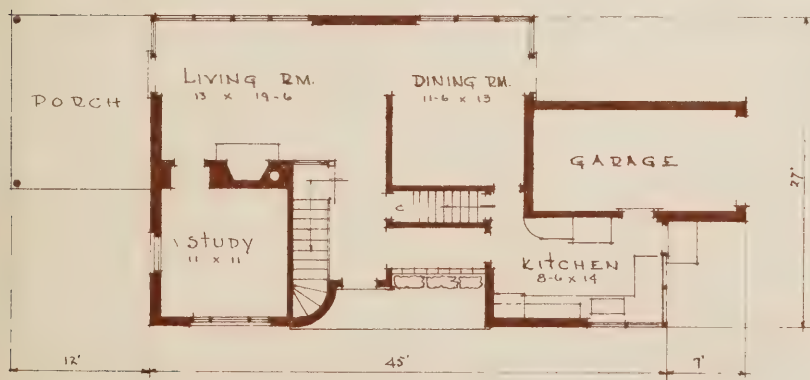 LIVING RM.
13 x 19-6
DINING RM.
11-6 x 13
PORCH
GARAGE
27'
C
STUDY
11 x 11
KITCHEN
8-6 x 14
12'
45'
7'